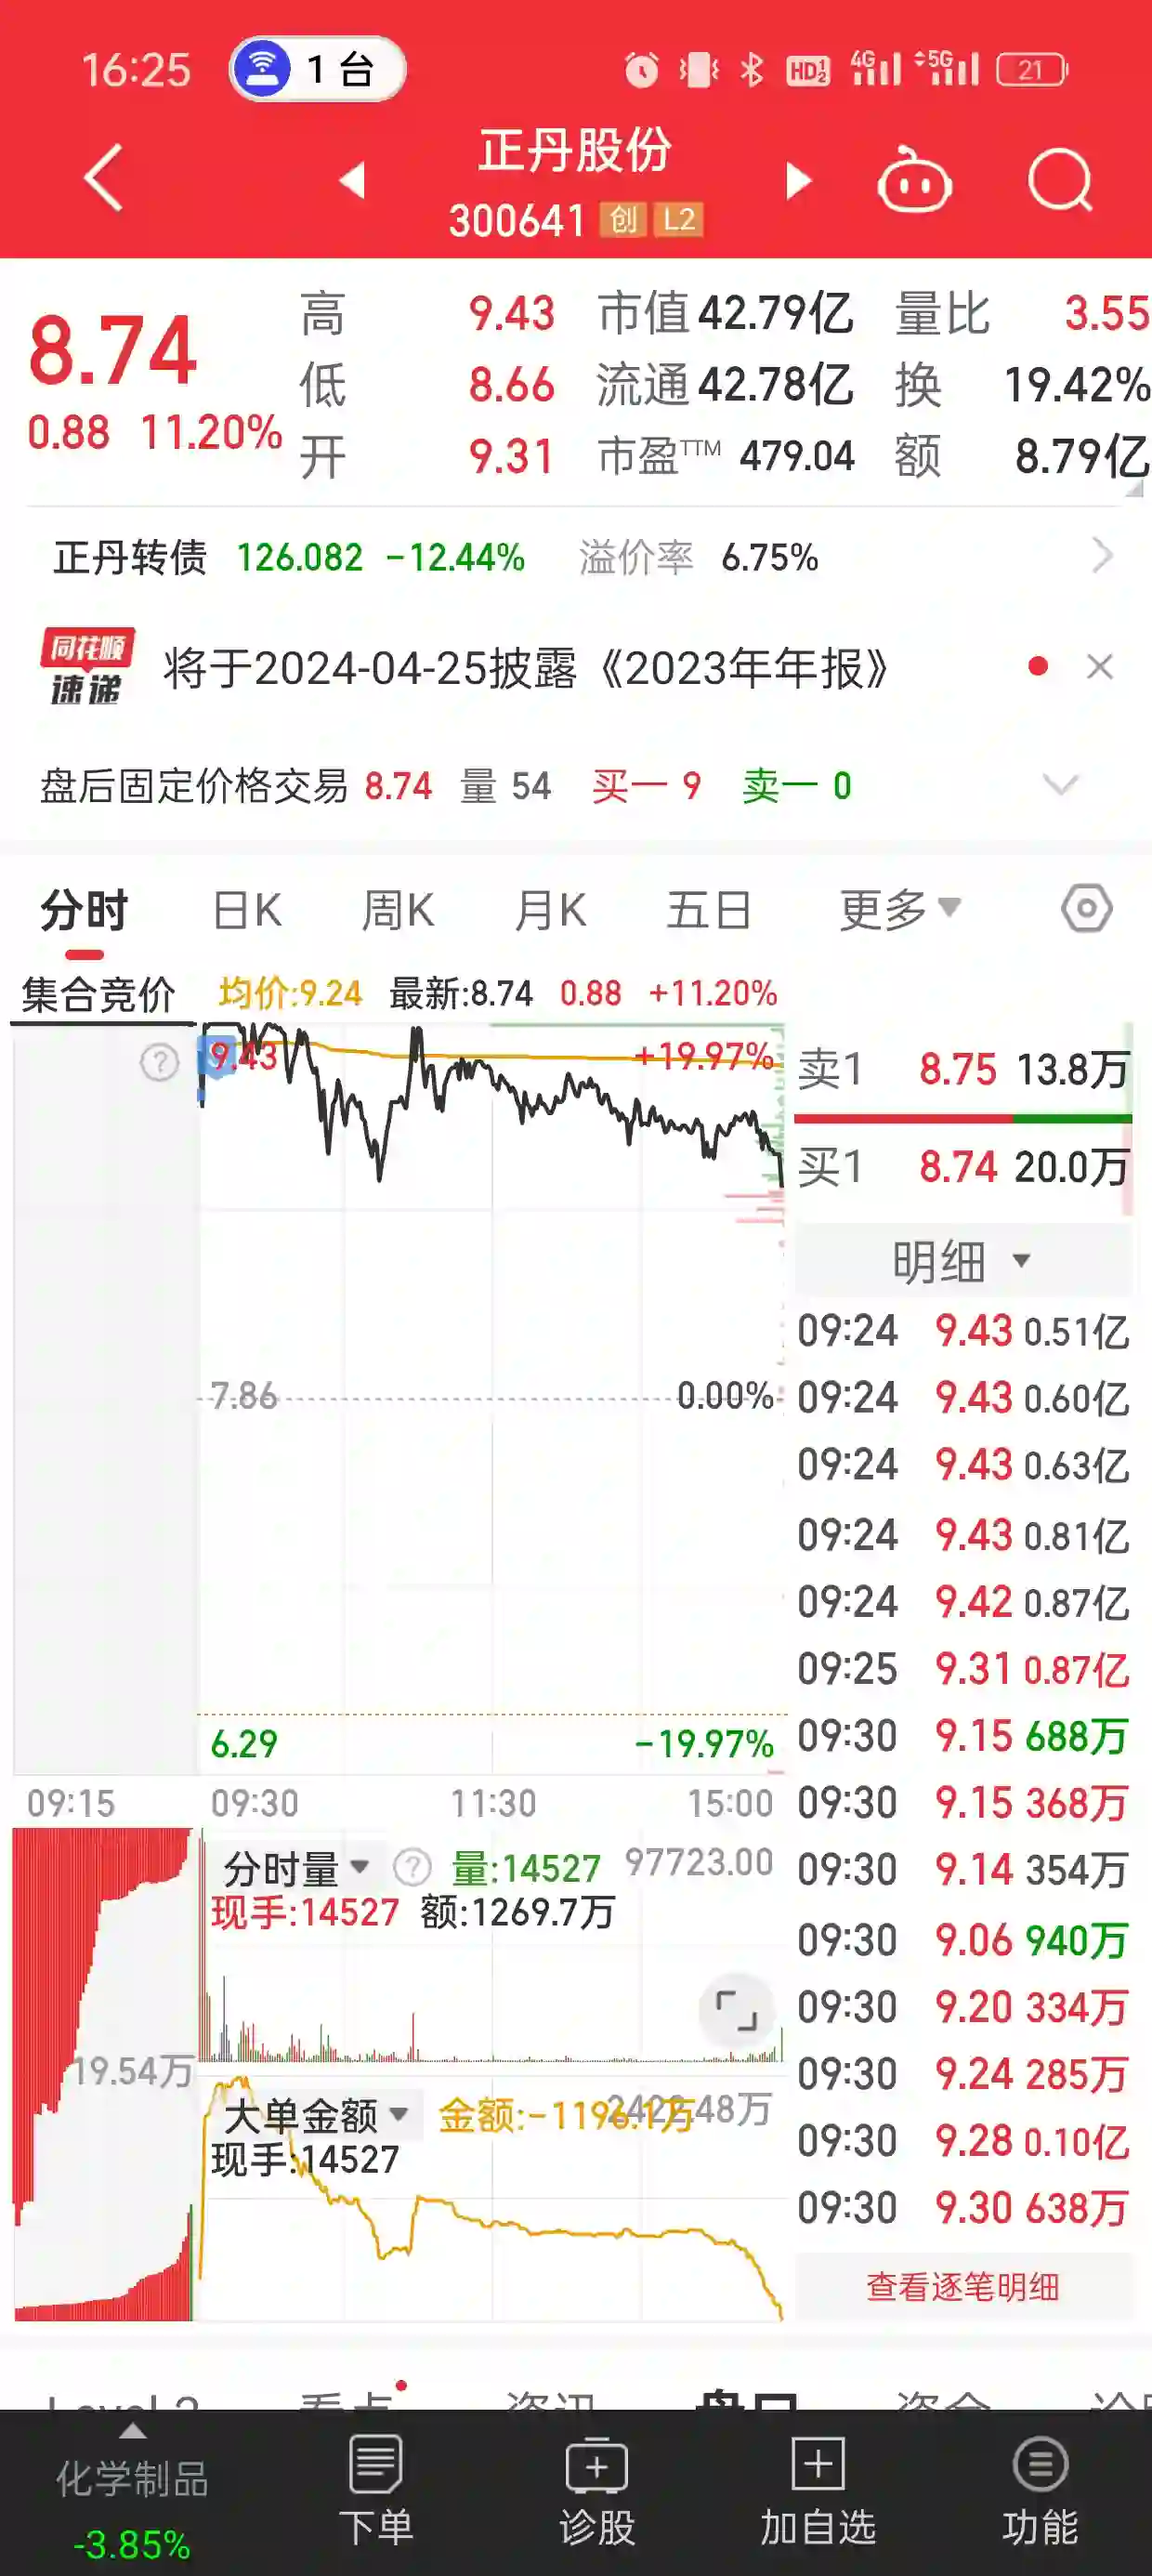 16:25 1 台 HD 1 2 4G 5G 21
正丹股份
300641 创 L2
8.74
0.88 11.20%
高 9.43 市值 42.79亿 量比 3.55
低 8.66 流通 42.78亿 换 19.42%
开 9.31 市盈TTM 479.04 额 8.79亿
正丹转债 126.082 -12.44% 溢价率 6.75%
同花顺
速递
将于2024-04-25披露《2023年年报》
盘后固定价格交易 8.74 量 54 买一 9 卖一 0
分时 日K 周K 月K 五日 更多
集合竞价 均价:9.24 最新:8.74 0.88 +11.20%
9.43 +19.97%
7.86 0.00%
6.29 -19.97%
09:15 09:30 11:30 15:00
卖1 8.75 13.8万
买1 8.74 20.0万
明细
09:24 9.43 0.51亿
09:24 9.43 0.60亿
09:24 9.43 0.63亿
09:24 9.43 0.81亿
09:24 9.42 0.87亿
09:25 9.31 0.87亿
09:30 9.15 688万
09:30 9.15 368万
09:30 9.14 354万
09:30 9.06 940万
09:30 9.20 334万
09:30 9.24 285万
09:30 9.28 0.10亿
09:30 9.30 638万
查看逐笔明细
分时量 ? 量:14527 97723.00
现手:14527 额:1269.7万
19.54万
大单金额 金额:-1196.1万 2422.48万
现手:14527
Level 2 看点 资讯 盘口 资金
化学制品
-3.85%
下单 诊股 加自选 功能